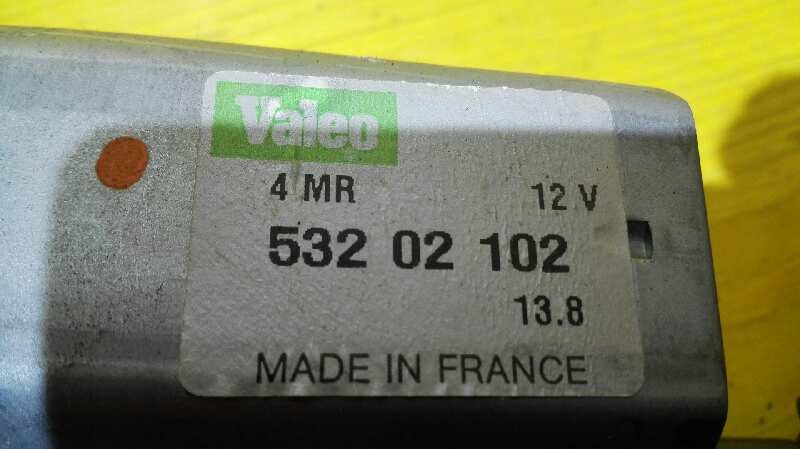 Valeo
4 MR 12 V
532 02 102
13.8
MADE IN FRANCE